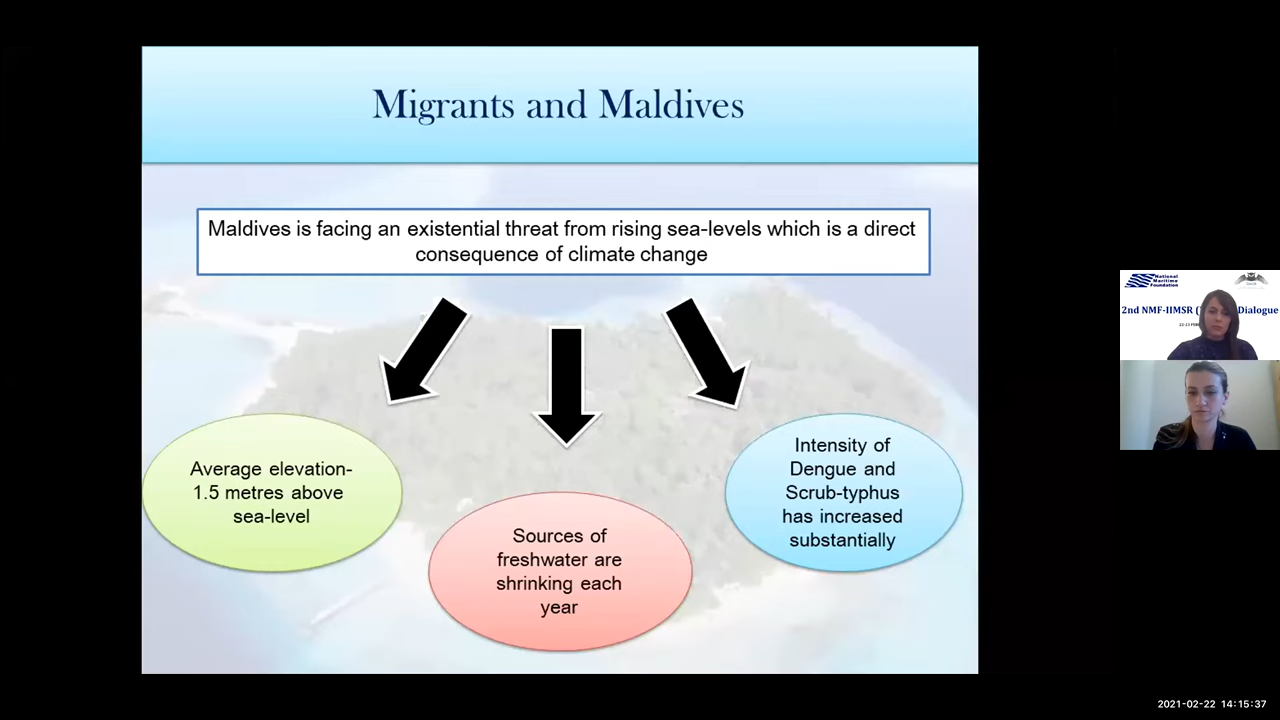 Migrants and Maldives
Maldives is facing an existential threat from rising sea-levels which is a direct
consequence of climate change
Average elevation-
1.5 metres above
sea-level
Sources of
freshwater are
shrinking each
year
Intensity of
Dengue and
Scrub-typhus
has increased
substantially
National
Maritime
Foundation
2nd NMF-IIMSR (
Dialogue
2021-02-22 14:15:37